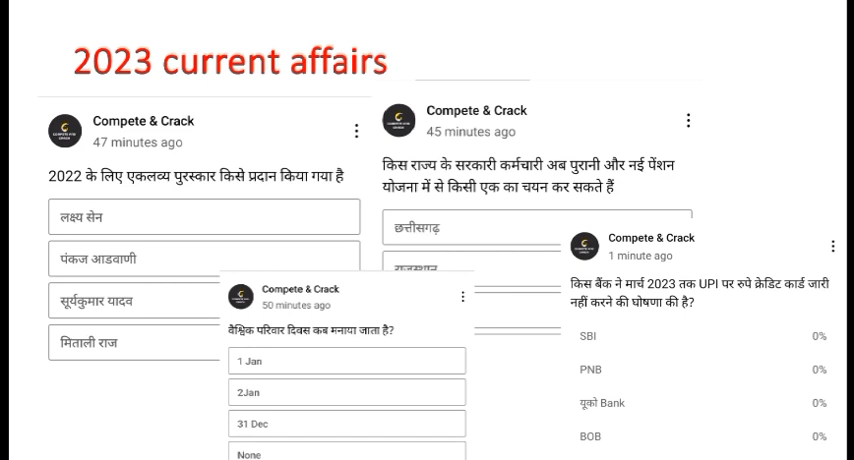 2023 current affairs
Compete & Crack
47 minutes ago
2022 के लिए एकलव्य पुरस्कार किसे प्रदान किया गया है
लक्ष्य सेन
पंकज आडवाणी
सूर्यकुमार यादव
मिताली राज
Compete & Crack
45 minutes ago
किस राज्य के सरकारी कर्मचारी अब पुरानी और नई पेंशन
योजना में से किसी एक का चयन कर सकते हैं
छत्तीसगढ़
राजस्थान
Compete & Crack
50 minutes ago
वैश्विक परिवार दिवस कब मनाया जाता है?
1 Jan
2Jan
31 Dec
None
Compete & Crack
1 minute ago
किस बैंक ने मार्च 2023 तक UPI पर रुपे क्रेडिट कार्ड जारी
नहीं करने की घोषणा की है?
SBI 0%
PNB 0%
यूको Bank 0%
BOB 0%